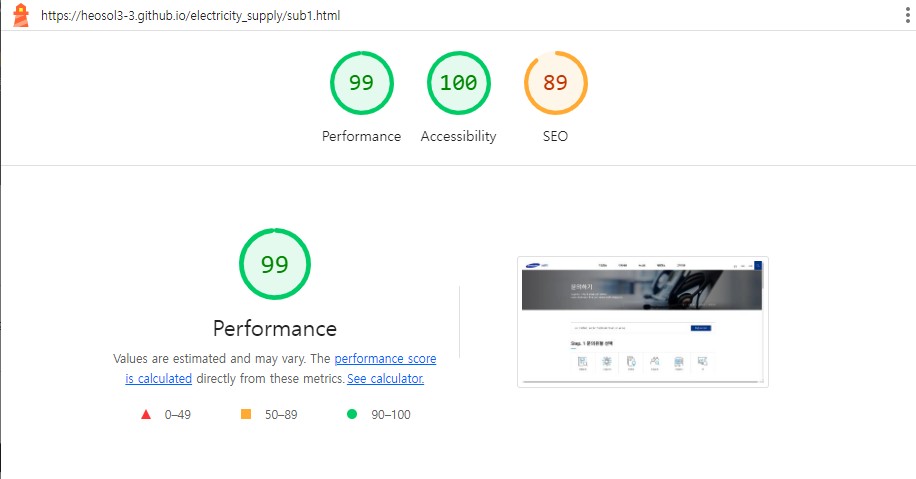 https://heosol3-3.github.io/electricity_supply/sub1.html
99 100 89
Performance Accessibility SEO
99
Performance
Values are estimated and may vary. The performance score
is calculated directly from these metrics. See calculator.
0–49 50–89 90–100
SAMSUNG
문의하기
Step. 1 문의유형 선택